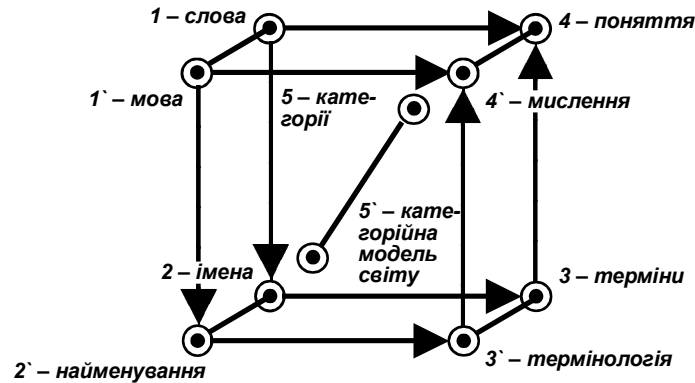 1 – слова
4 – поняття
1` – мова
5 – кате-
горії
4` – мислення
5` – кате-
горійна
модель
світу
2 – імена
3 – терміни
2` – найменування
3` – термінологія